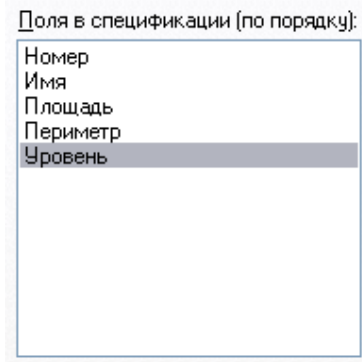 Поля в спецификации (по порядку):
Номер
Имя
Площадь
Периметр
Уровень